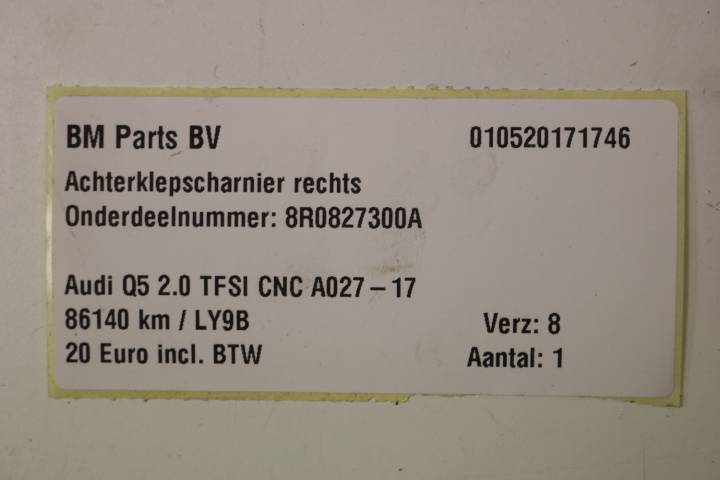 BM Parts BV 010520171746
Achterklepscharnier rechts
Onderdeelnummer: 8R0827300A
Audi Q5 2.0 TFSI CNC A027-17
86140 km / LY9B Verz: 8
20 Euro incl. BTW Aantal: 1